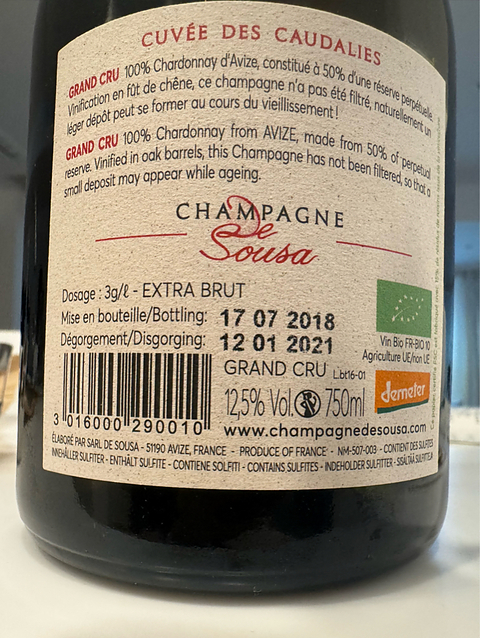 CUVÉE DES CAUDALIES
GRAND CRU 100% Chardonnay d'Avize, constitué à 50% d'une réserve perpétuelle.
Vinification en fût de chêne, ce champagne n'a pas été filtré, naturellement un
léger dépôt peut se former au cours du vieillissement!
GRAND CRU 100% Chardonnay from AVIZE, made from 50% of perpetual
reserve. Vinified in oak barrels, this Champagne has not been filtered, so that a
small deposit may appear while ageing.
CHAMPAGNE
De
Sousa
Dosage : 3g/ℓ - EXTRA BRUT
Mise en bouteille/Bottling: 17 07 2018
Dégorgement/Disgorging: 12 01 2021
Vin Bio FR-BIO 10
Agriculture UE/non UE
GRAND CRU L.bt16-01
12,5% Vol. 750ml
demeter
3 016000 290010
www.champagnedesousa.com
ÉLABORÉ PAR SARL DE SOUSA - 51190 AVIZE, FRANCE - PRODUCE OF FRANCE - NM-507-003 - CONTIENT DES SULFITES
INNEHÅLLER SULFITER - ENTHÄLT SULFITE - CONTIENE SOLFITI - CONTAINS SULFITES - INDEHOLDER SULFITTER - SISÄLTÄÄ SULFIITTEJA